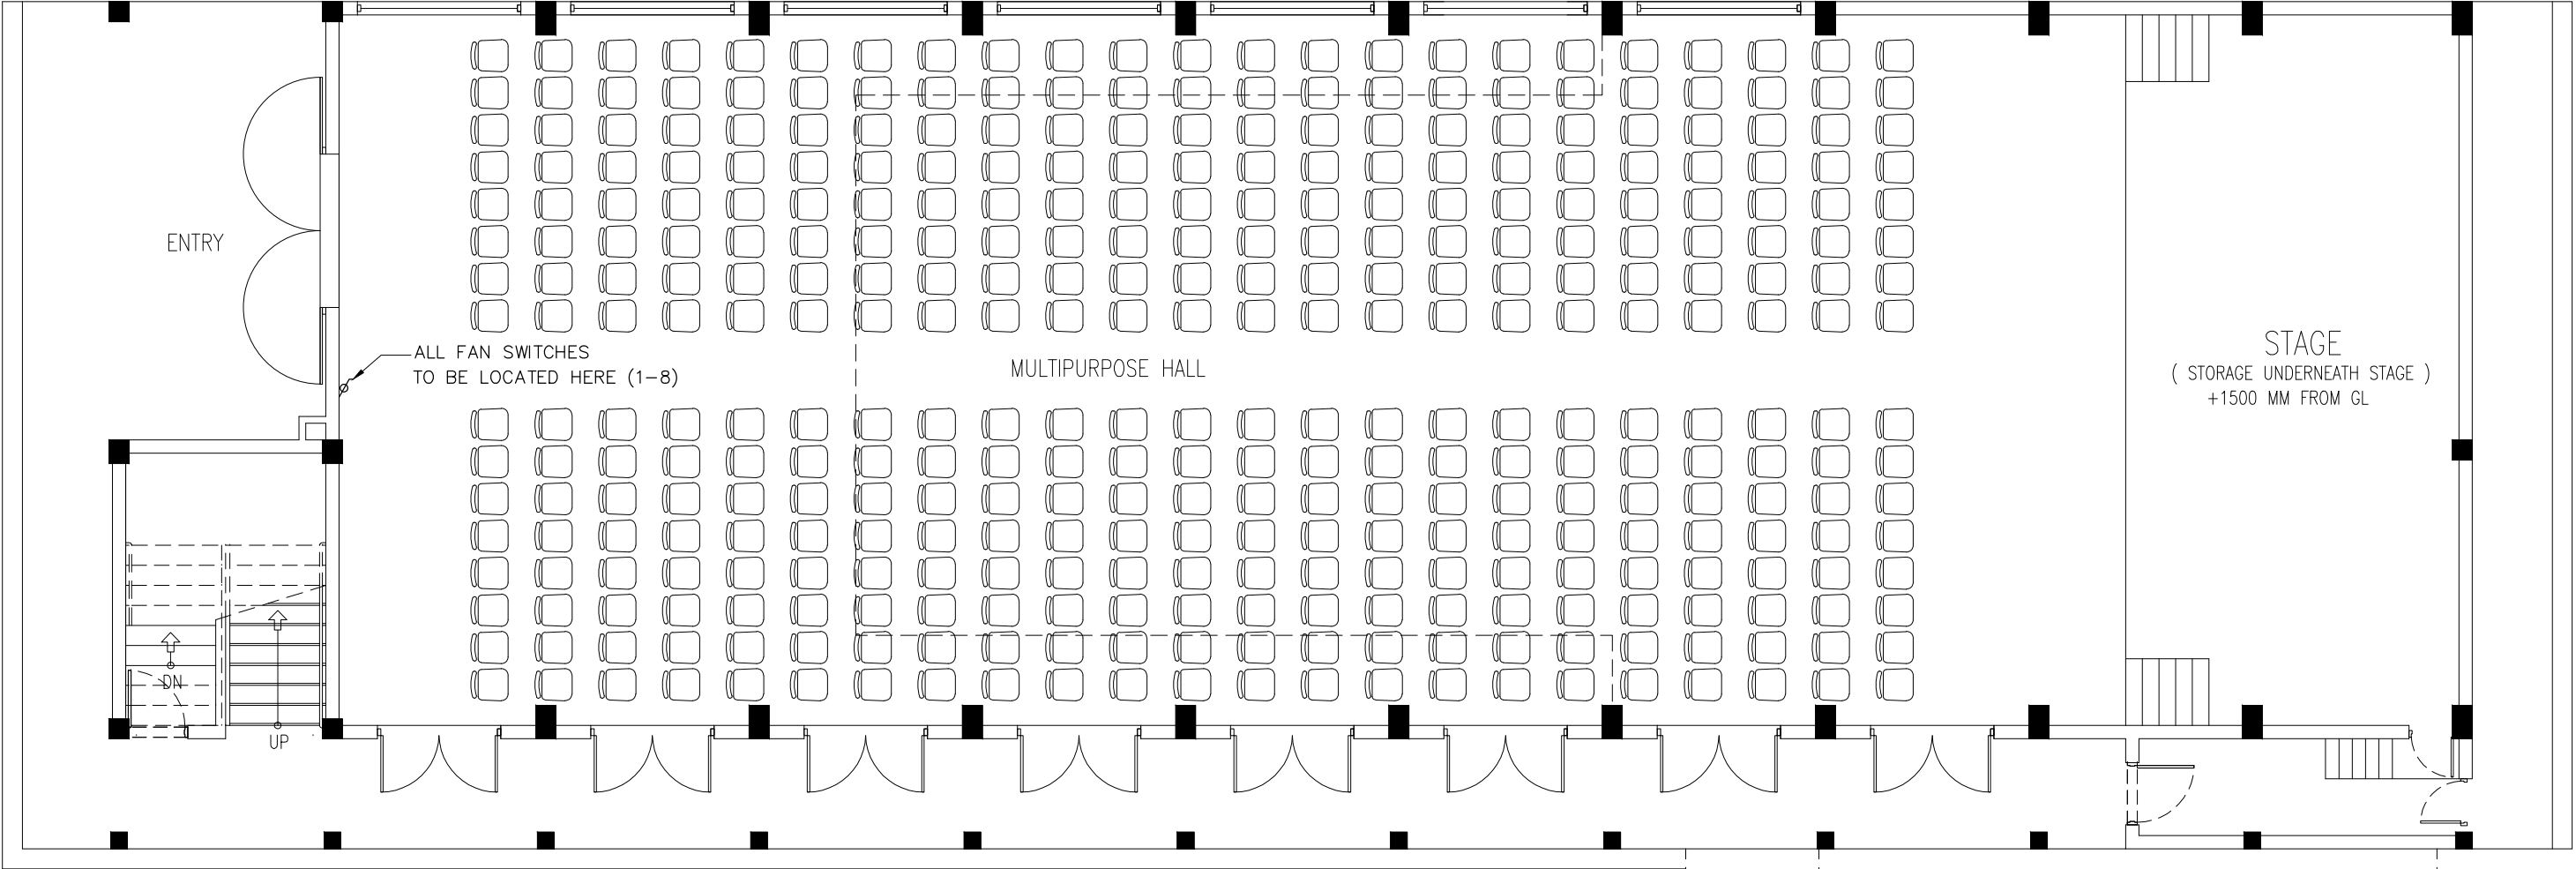 ENTRY
ALL FAN SWITCHES
TO BE LOCATED HERE (1-8)
MULTIPURPOSE HALL
STAGE
( STORAGE UNDERNEATH STAGE )
+1500 MM FROM GL
DN
UP